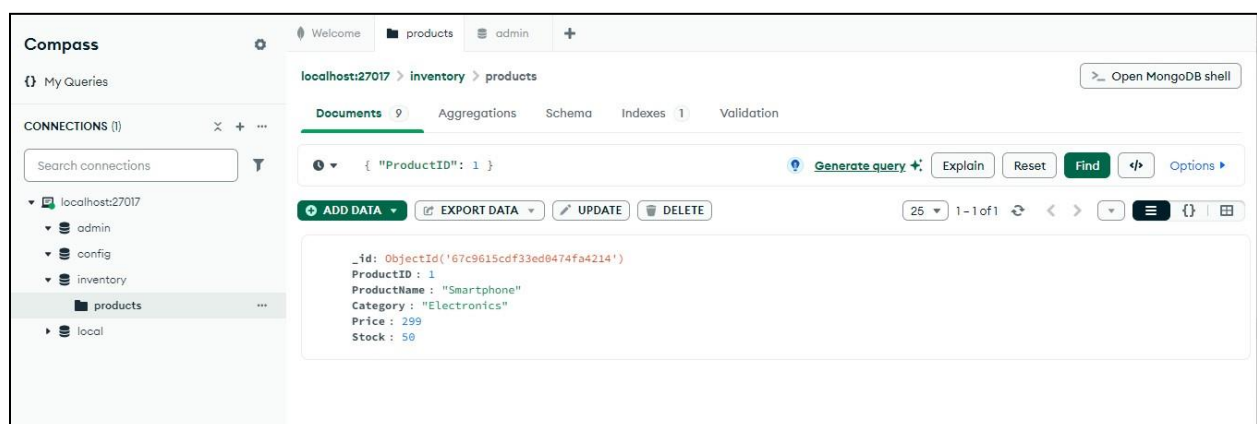 Compass
{} My Queries
CONNECTIONS (1)
Search connections
localhost:27017
admin
config
inventory
products
local
Welcome products admin
localhost:27017 > inventory > products
>_ Open MongoDB shell
Documents 9 Aggregations Schema Indexes 1 Validation
{ "ProductID": 1 } Generate query Explain Reset Find </> Options
ADD DATA EXPORT DATA UPDATE DELETE 25 1-1 of 1 {}
_id: ObjectId('67c9615cdf33ed0474fa4214')
ProductID : 1
ProductName : "Smartphone"
Category : "Electronics"
Price : 299
Stock : 50